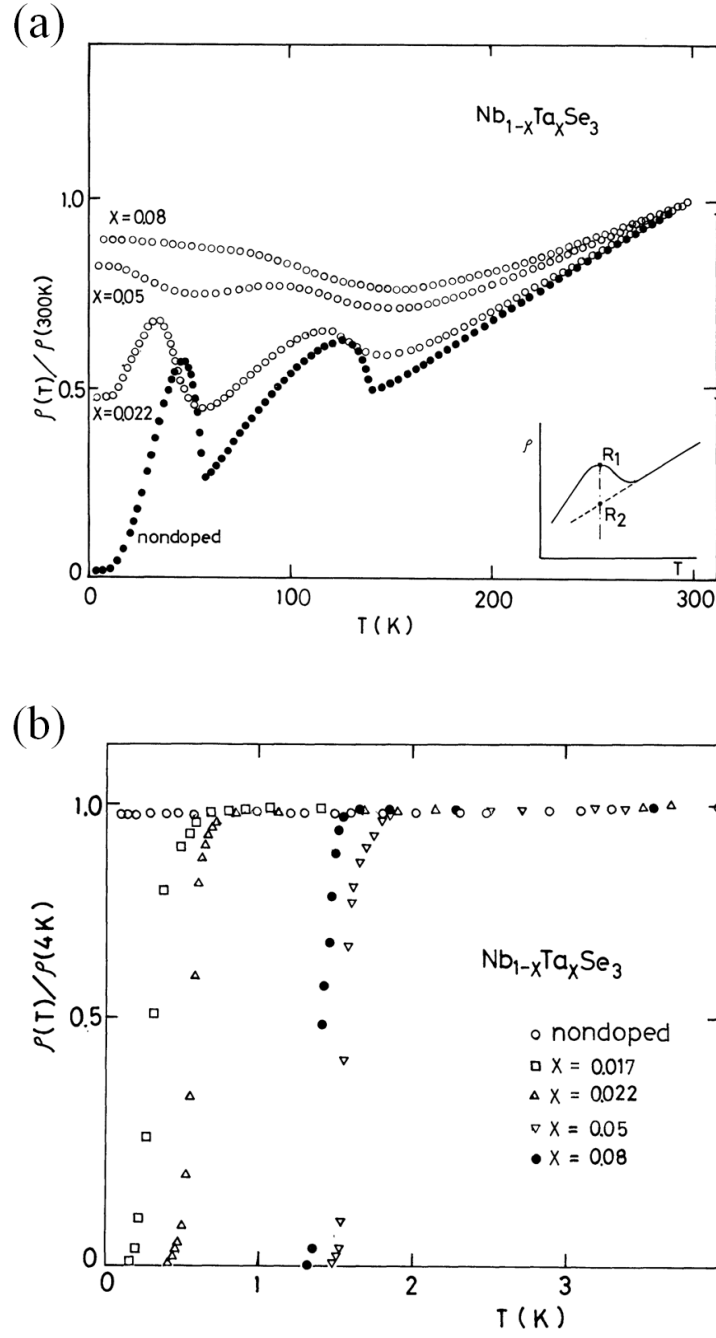 (a)
Nb1-xTaxSe3
1.0
X = 0.08
X=0.05
ρ(T)/ρ(300K)
0.5
X=0.022
nondoped
ρ
R1
R2
T
0
0 100 200 300
T(K)
(b)
1.0
ρ(T)/ρ(4K)
Nb1-xTaxSe3
0.5
nondoped
X = 0.017
X = 0.022
X = 0.05
X = 0.08
0
0 1 2 3
T(K)